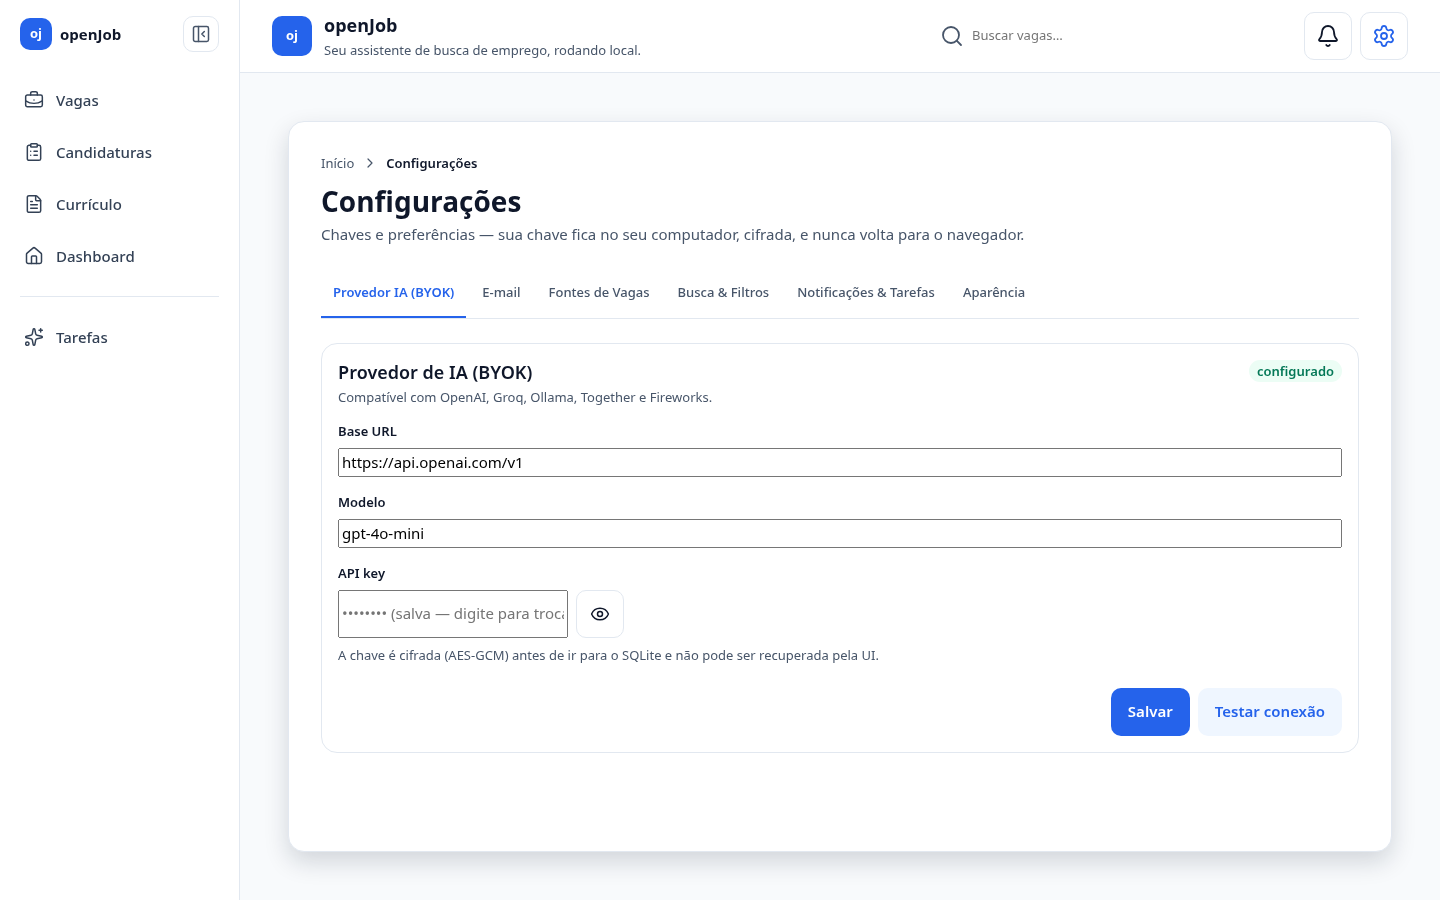 oj openJob
oj openJob
Seu assistente de busca de emprego, rodando local.
Buscar vagas...
Vagas
Candidaturas
Currículo
Dashboard
Tarefas
Início > Configurações
Configurações
Chaves e preferências — sua chave fica no seu computador, cifrada, e nunca volta para o navegador.
Provedor IA (BYOK) E-mail Fontes de Vagas Busca & Filtros Notificações & Tarefas Aparência
Provedor de IA (BYOK) configurado
Compatível com OpenAI, Groq, Ollama, Together e Fireworks.
Base URL
https://api.openai.com/v1
Modelo
gpt-4o-mini
API key
•••••••• (salva — digite para troca
A chave é cifrada (AES-GCM) antes de ir para o SQLite e não pode ser recuperada pela UI.
Salvar Testar conexão